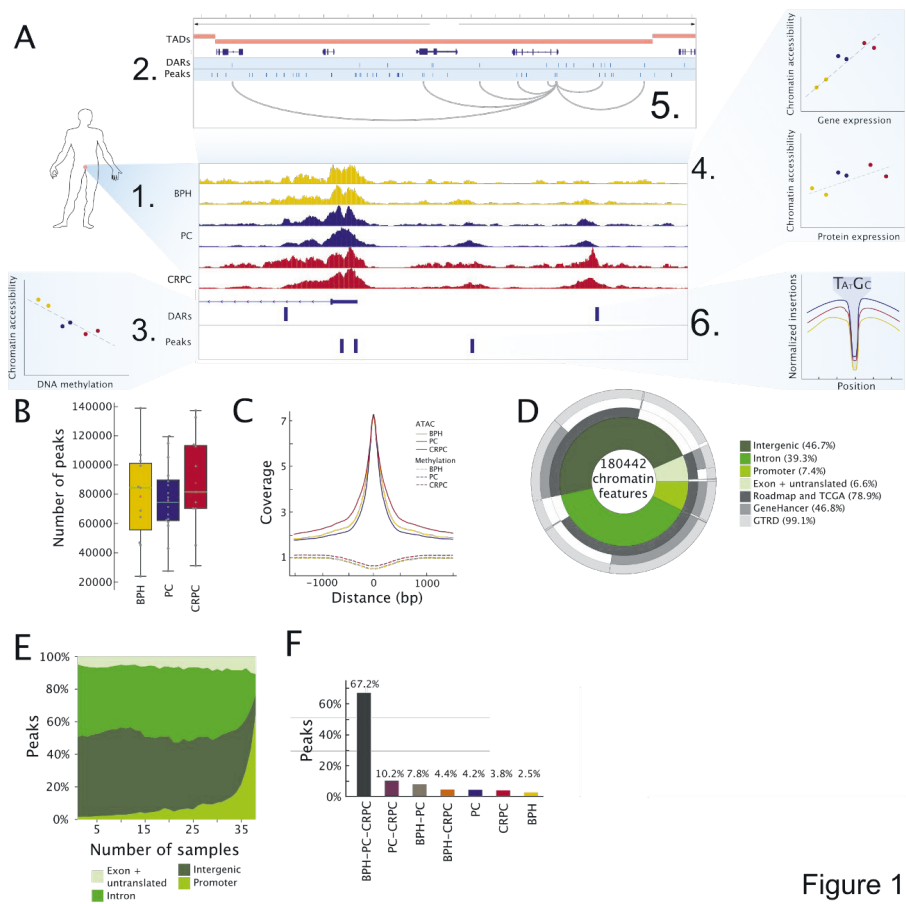 A
TADs
2.
DARs
Peaks
5.
Chromatin accessibility
Gene expression
1.
BPH
PC
CRPC
DARs
Peaks
4.
Chromatin accessibility
Protein expression
3.
Chromatin accessibility
DNA methylation
6.
Normalized insertions
TATGC
Position
B
Number of peaks
140000
120000
100000
80000
60000
40000
20000
BPH
PC
CRPC
C
Coverage
7
5
3
1
ATAC
BPH
PC
CRPC
Methylation
BPH
PC
CRPC
−1000
0
1000
Distance (bp)
D
180442
chromatin
features
Intergenic (46.7%)
Intron (39.3%)
Promoter (7.4%)
Exon + untranslated (6.6%)
Roadmap and TCGA (78.9%)
GeneHancer (46.8%)
GTRD (99.1%)
E
Peaks
100%
80%
60%
40%
20%
0%
5
15
25
35
Number of samples
Exon +
untranslated
Intron
Intergenic
Promoter
F
Peaks
80%
60%
40%
20%
0%
67.2%
10.2%
7.8%
4.4%
4.2%
3.8%
2.5%
BPH-PC-CRPC
PC-CRPC
BPH-PC
BPH-CRPC
PC
CRPC
BPH
Figure 1